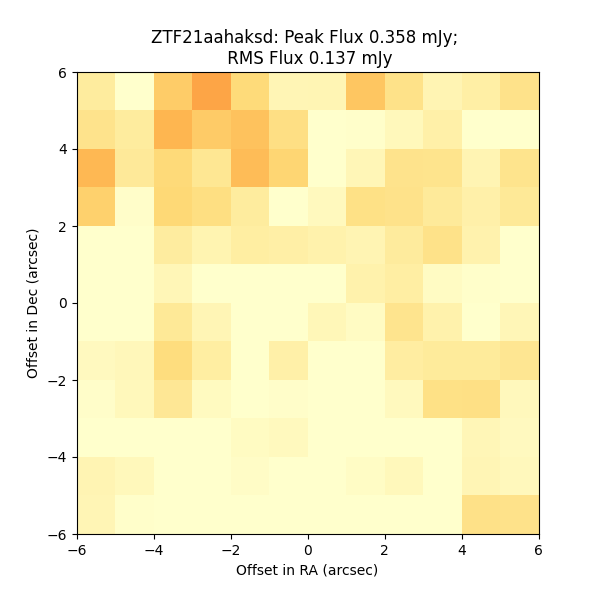 ZTF21aahaksd: Peak Flux 0.358 mJy;
RMS Flux 0.137 mJy
6
4
2
0
−2
−4
−6
Offset in Dec (arcsec)
−6 −4 −2 0 2 4 6
Offset in RA (arcsec)